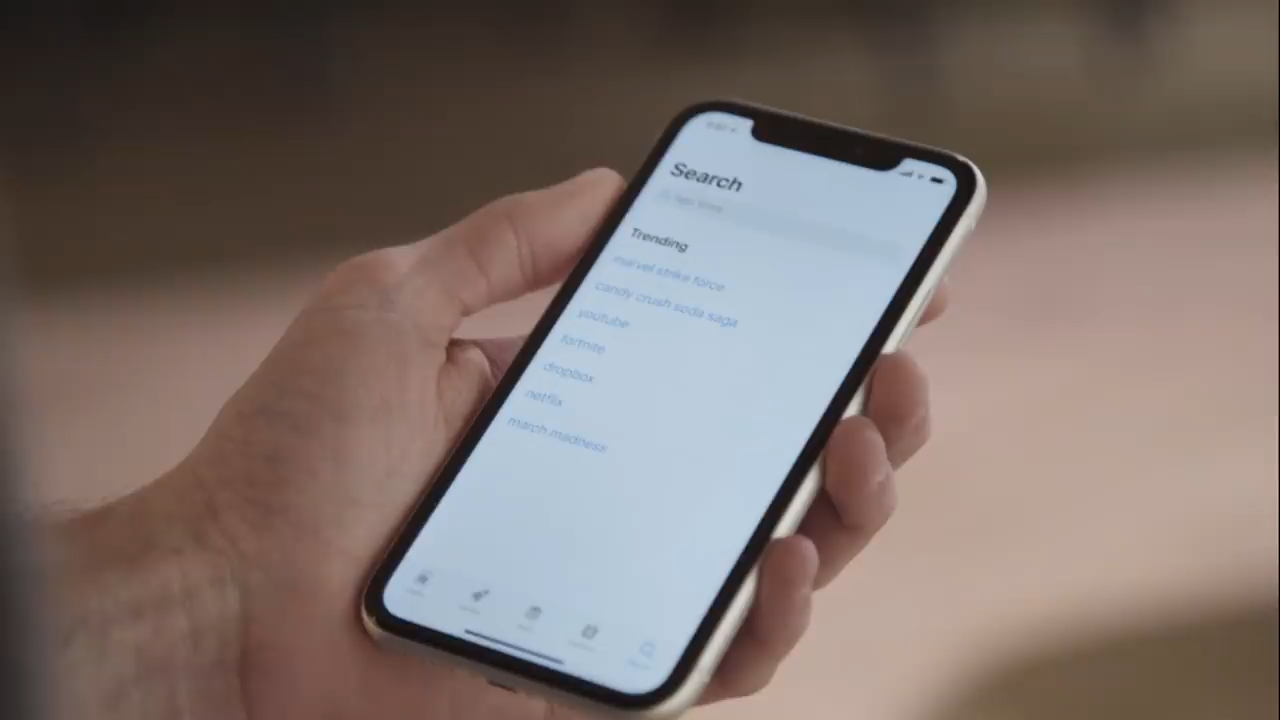 Search
Trending
marvel strike force
candy crush soda saga
youtube
fortnite
dropbox
netflix
march madness